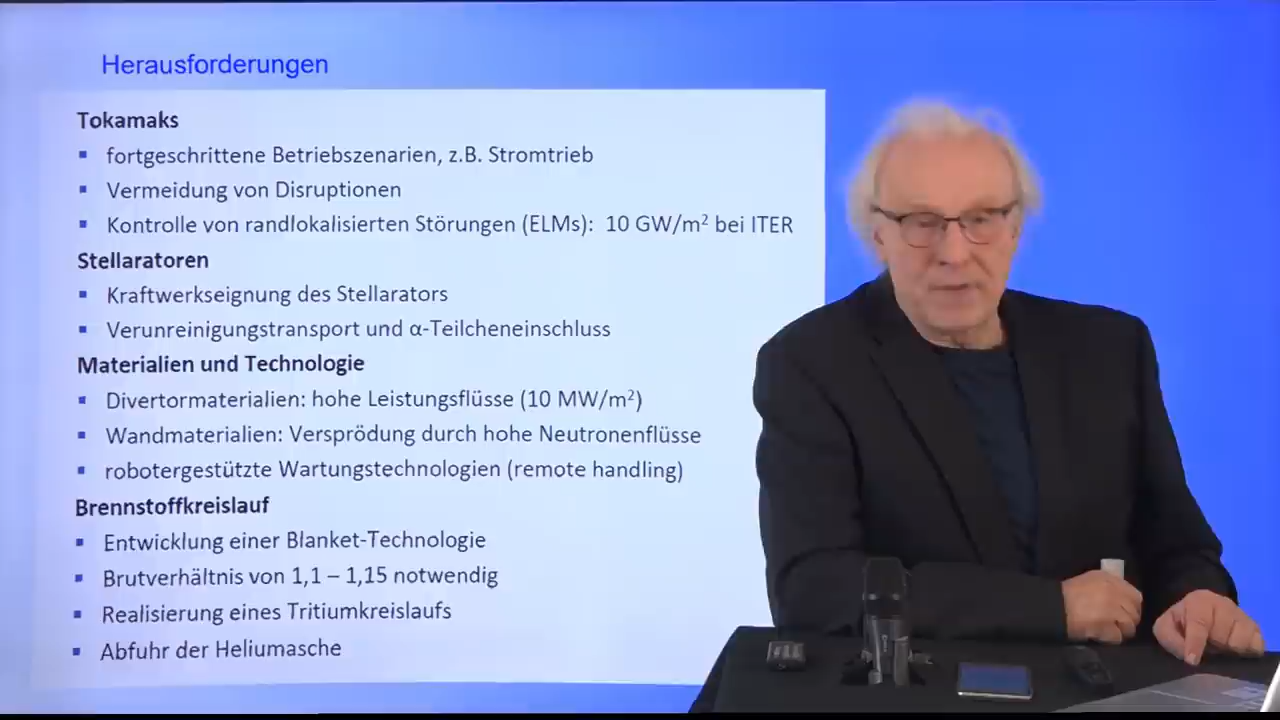 Herausforderungen
Tokamaks
▪ fortgeschrittene Betriebszenarien, z.B. Stromtrieb
▪ Vermeidung von Disruptionen
▪ Kontrolle von randlokalisierten Störungen (ELMs): 10 GW/m² bei ITER
Stellaratoren
▪ Kraftwerkseignung des Stellarators
▪ Verunreinigungstransport und α-Teilcheneinschluss
Materialien und Technologie
▪ Divertormaterialien: hohe Leistungsflüsse (10 MW/m²)
▪ Wandmaterialien: Versprödung durch hohe Neutronenflüsse
▪ robotergestützte Wartungstechnologien (remote handling)
Brennstoffkreislauf
▪ Entwicklung einer Blanket-Technologie
▪ Brutverhältnis von 1,1 – 1,15 notwendig
▪ Realisierung eines Tritiumkreislaufs
▪ Abfuhr der Heliumasche